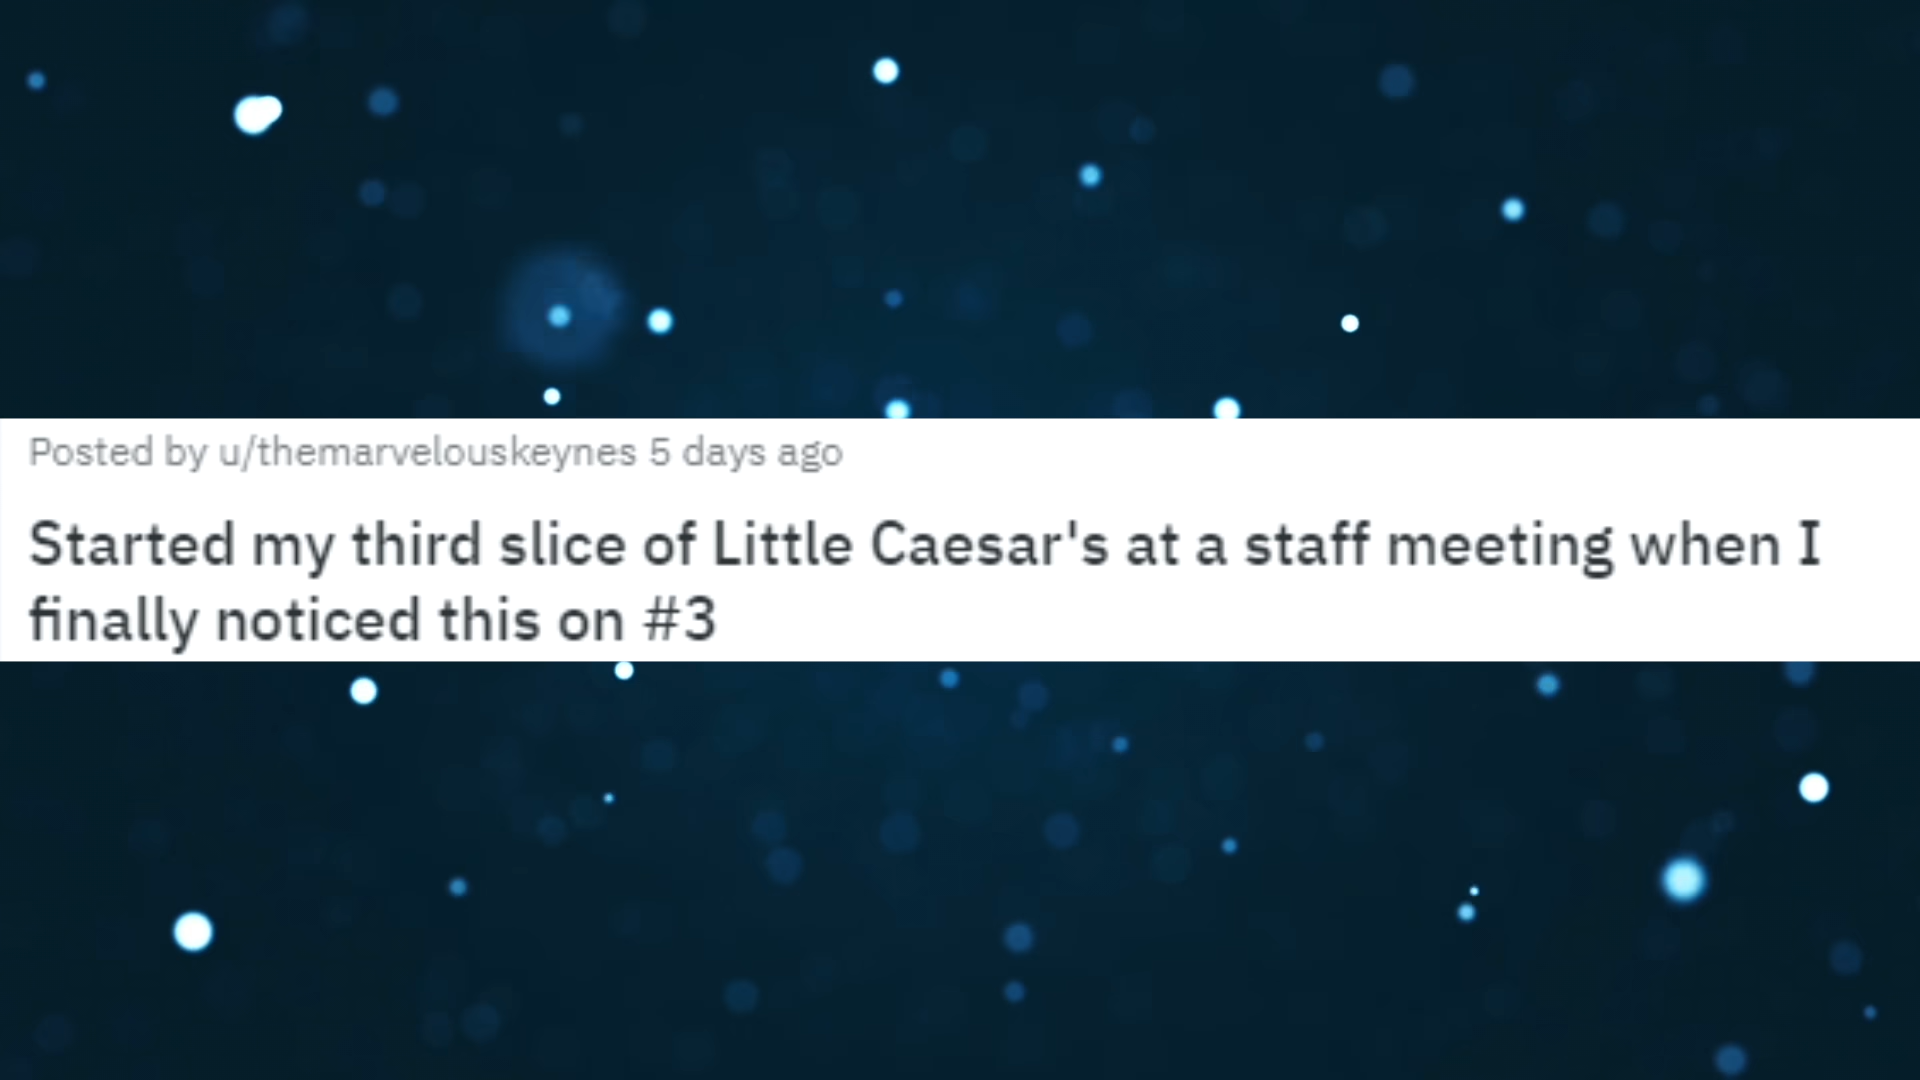 Posted by u/themarvelouskeynes 5 days ago
Started my third slice of Little Caesar's at a staff meeting when I
finally noticed this on #3